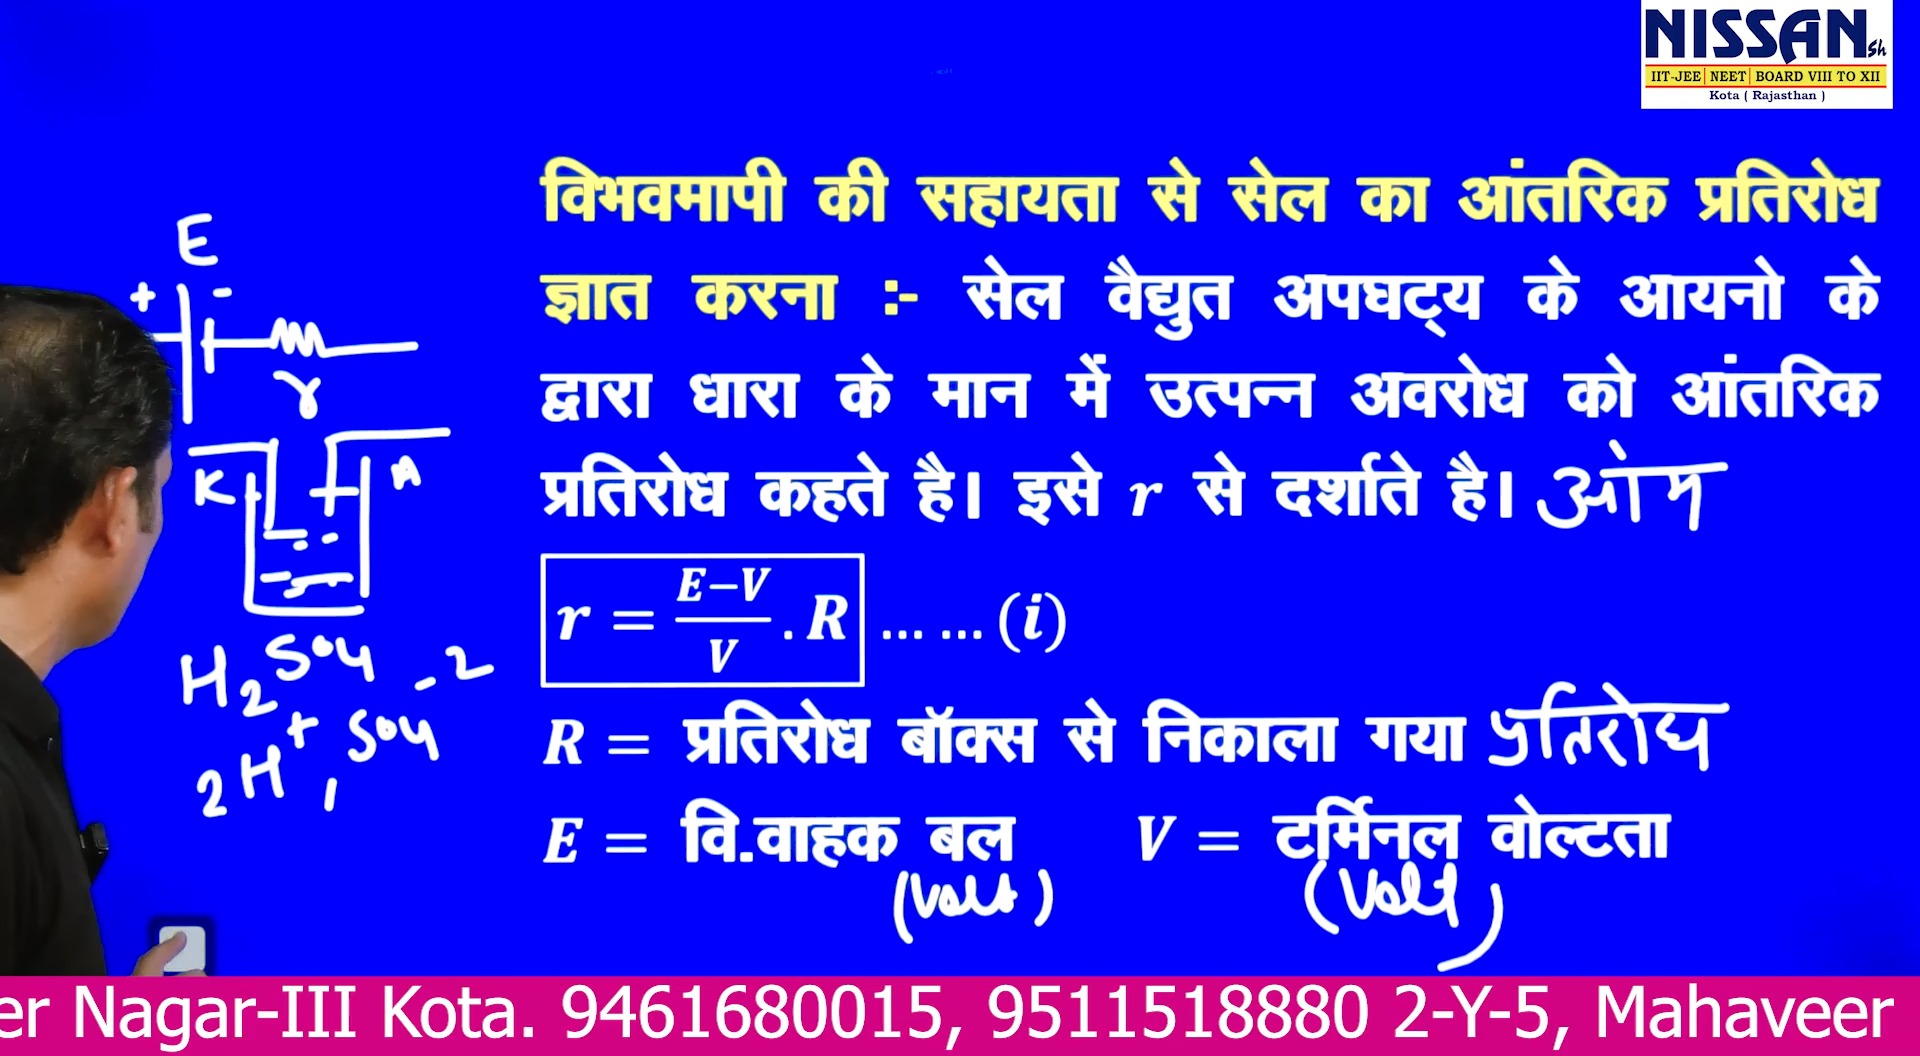 NISSAN sh
IIT-JEE | NEET | BOARD VIII TO XII
Kota ( Rajasthan )
विभवमापी की सहायता से सेल का आंतरिक प्रतिरोध
ज्ञात करना :- सेल वैद्युत अपघट्य के आयनो के
द्वारा धारा के मान में उत्पन्न अवरोध को आंतरिक
प्रतिरोध कहते है। इसे r से दर्शाते है। ओम
r = E-V/V . R ... ... (i)
R = प्रतिरोध बॉक्स से निकाला गया प्रतिरोध
E = वि.वाहक बल V = टर्मिनल वोल्टता
(Volt) (Volt)
E
+ -
r
K A
H2SO4
2H+, SO4-2
er Nagar-III Kota. 9461680015, 9511518880 2-Y-5, Mahaveer